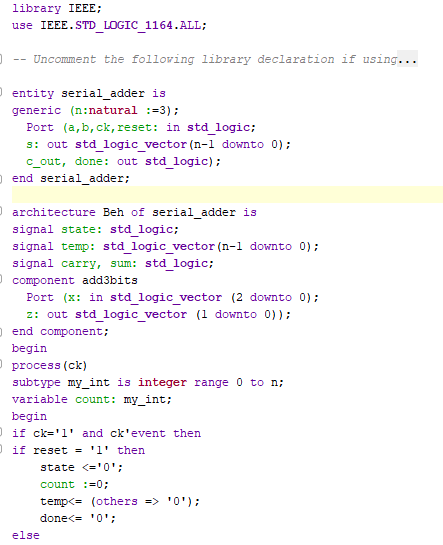 library IEEE;
use IEEE.STD_LOGIC_1164.ALL;
-- Uncomment the following library declaration if using...
entity serial_adder is
generic (n:natural :=3);
Port (a,b,ck,reset: in std_logic;
s: out std_logic_vector(n-1 downto 0);
c_out, done: out std_logic);
end serial_adder;
architecture Beh of serial_adder is
signal state: std_logic;
signal temp: std_logic_vector(n-1 downto 0);
signal carry, sum: std_logic;
component add3bits
Port (x: in std_logic_vector (2 downto 0);
z: out std_logic_vector (1 downto 0));
end component;
begin
process(ck)
subtype my_int is integer range 0 to n;
variable count: my_int;
begin
if ck='1' and ck'event then
if reset = '1' then
state <='0';
count :=0;
temp<= (others => '0');
done<= '0';
else